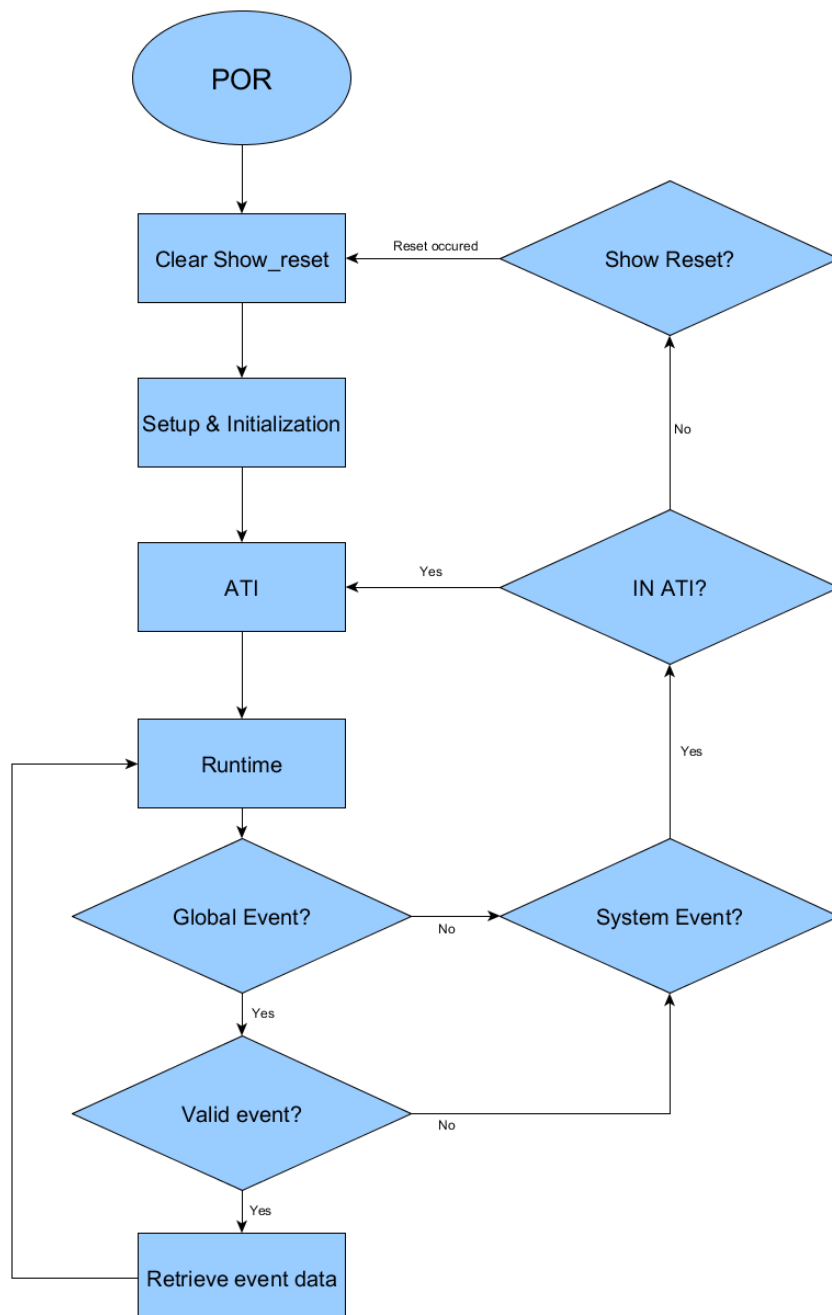 POR
Clear Show_reset
Reset occured
Show Reset?
Setup & Initialization
No
ATI
Yes
IN ATI?
Runtime
Yes
Global Event?
No
System Event?
Yes
Valid event?
No
Yes
Retrieve event data